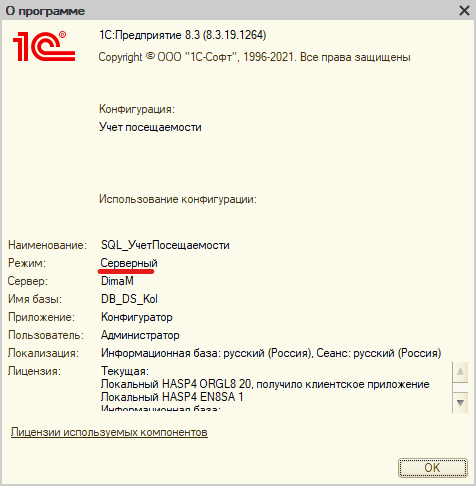 О программе
1С®
1С:Предприятие 8.3 (8.3.19.1264)
Copyright © ООО "1С-Софт", 1996-2021. Все права защищены
Конфигурация:
Учет посещаемости
Использование конфигурации:
Наименование: SQL_УчетПосещаемости
Режим: Серверный
Сервер: DimaM
Имя базы: DB_DS_Kol
Приложение: Конфигуратор
Пользователь: Администратор
Локализация: Информационная база: русский (Россия), Сеанс: русский (Россия)
Лицензия: Текущая:
Локальный HASP4 ORGL8 20, получило клиентское приложение
Локальный HASP4 EN8SA 1
Информационная база:
Лицензии используемых компонентов
OK